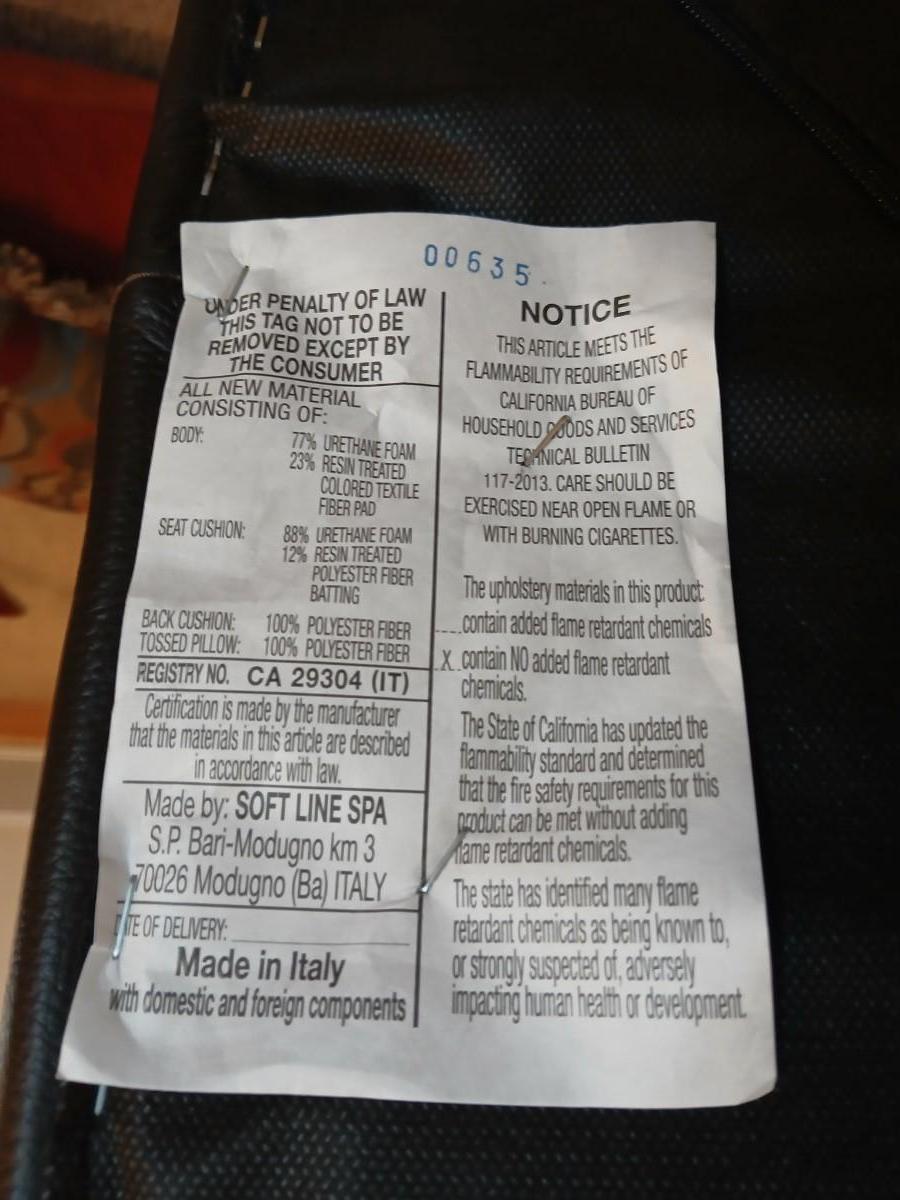 00635
UNDER PENALTY OF LAW
THIS TAG NOT TO BE
REMOVED EXCEPT BY
THE CONSUMER
ALL NEW MATERIAL
CONSISTING OF:
BODY: 77% URETHANE FOAM
23% RESIN TREATED
COLORED TEXTILE
FIBER PAD
SEAT CUSHION: 88% URETHANE FOAM
12% RESIN TREATED
POLYESTER FIBER
BATTING
BACK CUSHION: 100% POLYESTER FIBER
TOSSED PILLOW: 100% POLYESTER FIBER
REGISTRY NO. CA 29304 (IT)
Certification is made by the manufacturer
that the materials in this article are described
in accordance with law.
Made by: SOFT LINE SPA
S.P. Bari-Modugno km 3
70026 Modugno (Ba) ITALY
DATE OF DELIVERY:
Made in Italy
with domestic and foreign components
NOTICE
THIS ARTICLE MEETS THE
FLAMMABILITY REQUIREMENTS OF
CALIFORNIA BUREAU OF
HOUSEHOLD GOODS AND SERVICES
TECHNICAL BULLETIN
117-2013. CARE SHOULD BE
EXERCISED NEAR OPEN FLAME OR
WITH BURNING CIGARETTES.
The upholstery materials in this product:
....contain added flame retardant chemicals
.X.contain NO added flame retardant
chemicals.
The State of California has updated the
flammability standard and determined
that the fire safety requirements for this
product can be met without adding
flame retardant chemicals.
The state has identified many flame
retardant chemicals as being known to,
or strongly suspected of, adversely
impacting human health or development.